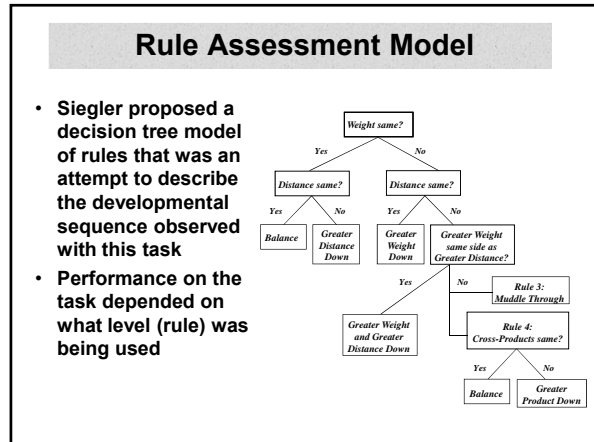 Rule Assessment Model
• Siegler proposed a
decision tree model
of rules that was an
attempt to describe
the developmental
sequence observed
with this task
• Performance on the
task depended on
what level (rule) was
being used
Weight same?
Yes
No
Distance same?
Distance same?
Yes
No
Yes
No
Balance
Greater
Distance
Down
Greater
Weight
Down
Greater Weight
same side as
Greater Distance?
Yes
No
Rule 3:
Muddle Through
Greater Weight
and Greater
Distance Down
Rule 4:
Cross-Products same?
Yes
No
Balance
Greater
Product Down